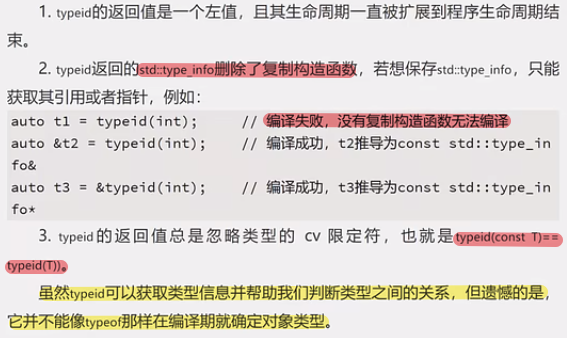 1. typeid的返回值是一个左值，且其生命周期一直被扩展到程序生命周期结
束。
2. typeid返回的std::type_info删除了复制构造函数，若想保存std::type_info，只能
获取其引用或者指针，例如：
auto t1 = typeid(int);      // 编译失败，没有复制构造函数无法编译
auto &t2 = typeid(int);     // 编译成功，t2推导为const std::type_in
fo&
auto t3 = &typeid(int);     // 编译成功，t3推导为const std::type_in
fo*
3. typeid的返回值总是忽略类型的 cv 限定符，也就是typeid(const T)==
typeid(T))。
虽然typeid可以获取类型信息并帮助我们判断类型之间的关系，但遗憾的是，
它并不能像typeof那样在编译期就确定对象类型。